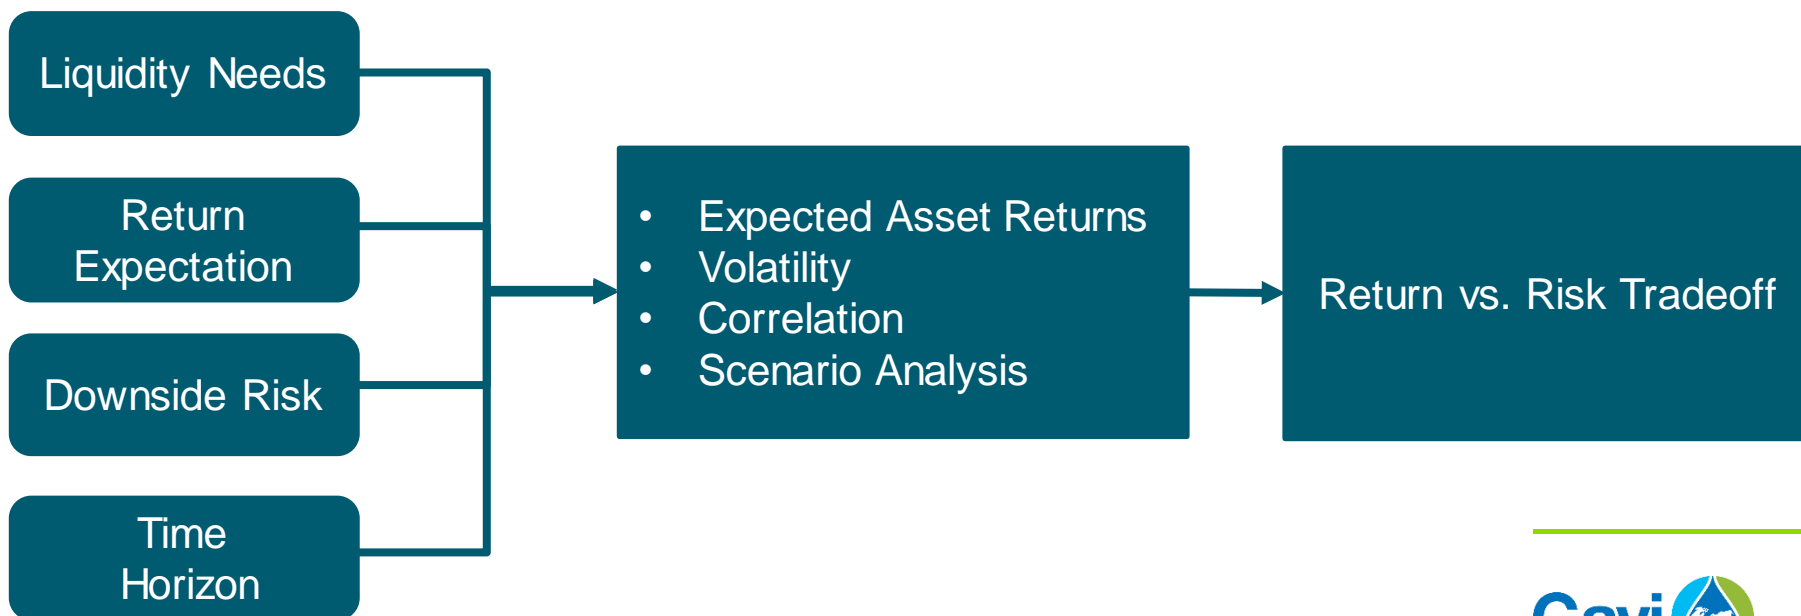 Liquidity Needs
Return
Expectation
Downside Risk
Time
Horizon
• Expected Asset Returns
• Volatility
• Correlation
• Scenario Analysis
Return vs. Risk Tradeoff
Gavi